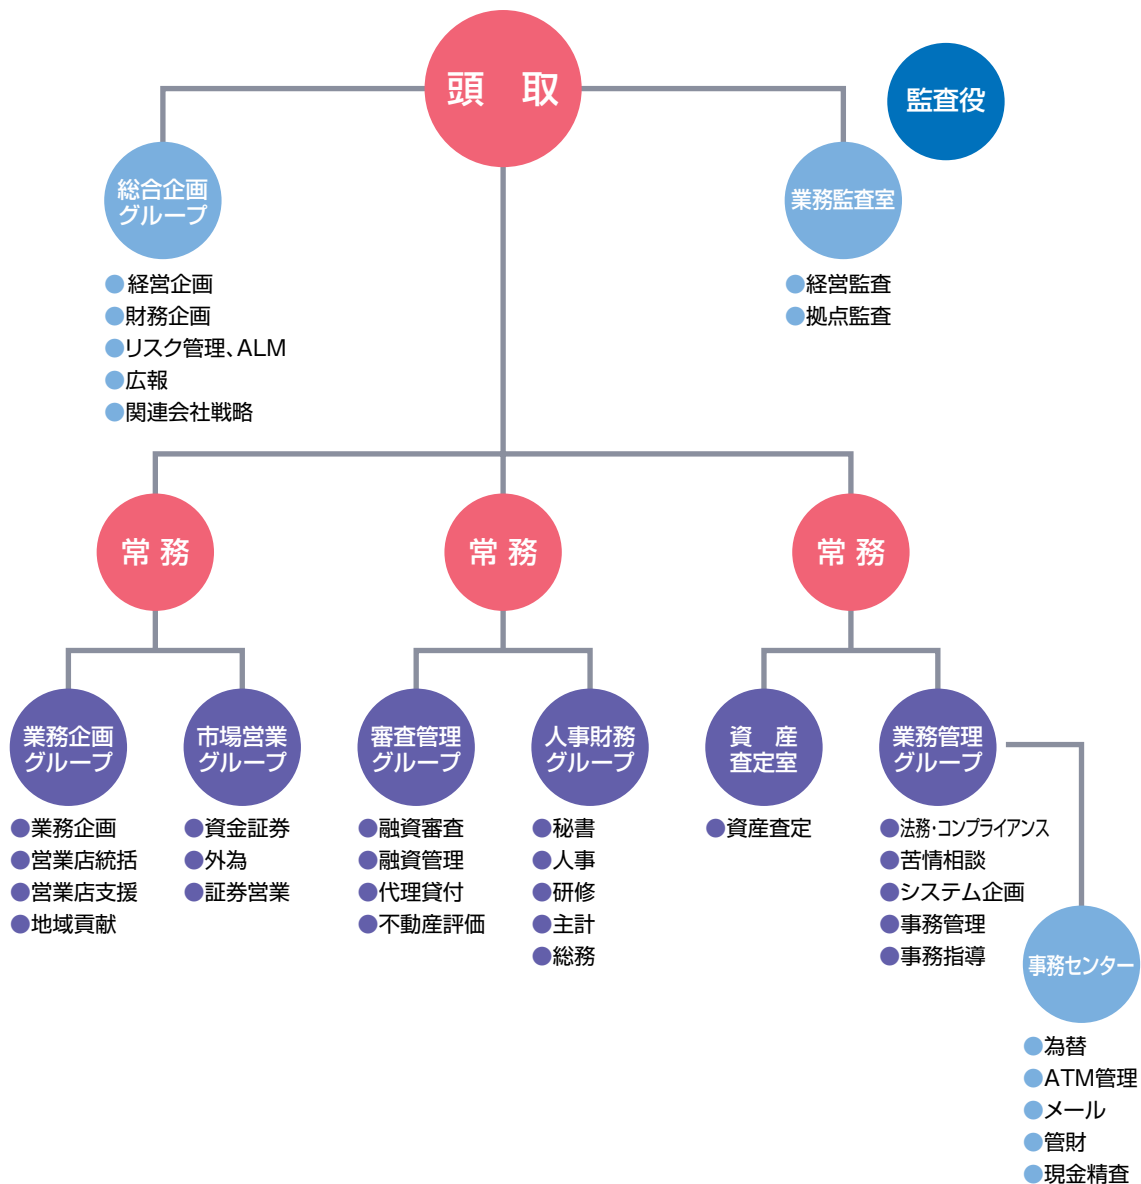 頭　取
監査役
総合企画
グループ
●経営企画
●財務企画
●リスク管理、ALM
●広報
●関連会社戦略
業務監査室
●経営監査
●拠点監査
常 務
常 務
常 務
業務企画
グループ
●業務企画
●営業店統括
●営業店支援
●地域貢献
市場営業
グループ
●資金証券
●外為
●証券営業
審査管理
グループ
●融資審査
●融資管理
●代理貸付
●不動産評価
人事財務
グループ
●秘書
●人事
●研修
●主計
●総務
資　産
査定室
●資産査定
業務管理
グループ
●法務・コンプライアンス
●苦情相談
●システム企画
●事務管理
●事務指導
事務センター
●為替
●ATM管理
●メール
●管財
●現金精査